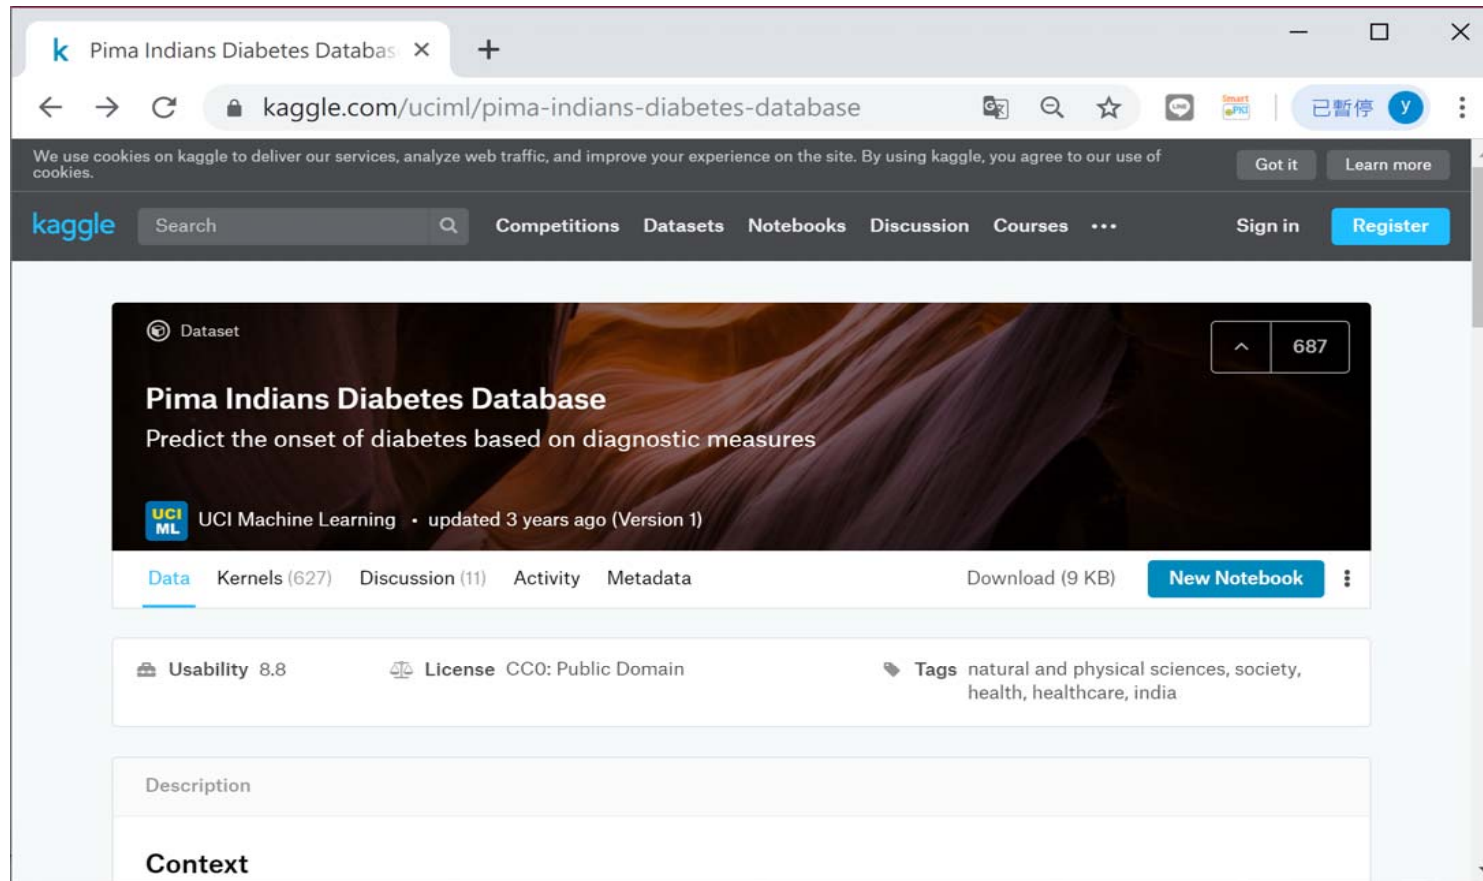 k Pima Indians Diabetes Databas
kaggle.com/uciml/pima-indians-diabetes-database LINE Smart ePKI 已暫停 y
We use cookies on kaggle to deliver our services, analyze web traffic, and improve your experience on the site. By using kaggle, you agree to our use of
cookies.
Got it Learn more
kaggle Search Competitions Datasets Notebooks Discussion Courses ••• Sign in Register
Dataset
687
Pima Indians Diabetes Database
Predict the onset of diabetes based on diagnostic measures
UCI ML UCI Machine Learning • updated 3 years ago (Version 1)
Data Kernels (627) Discussion (11) Activity Metadata Download (9 KB) New Notebook
Usability 8.8 License CC0: Public Domain Tags natural and physical sciences, society,
health, healthcare, india
Description
Context